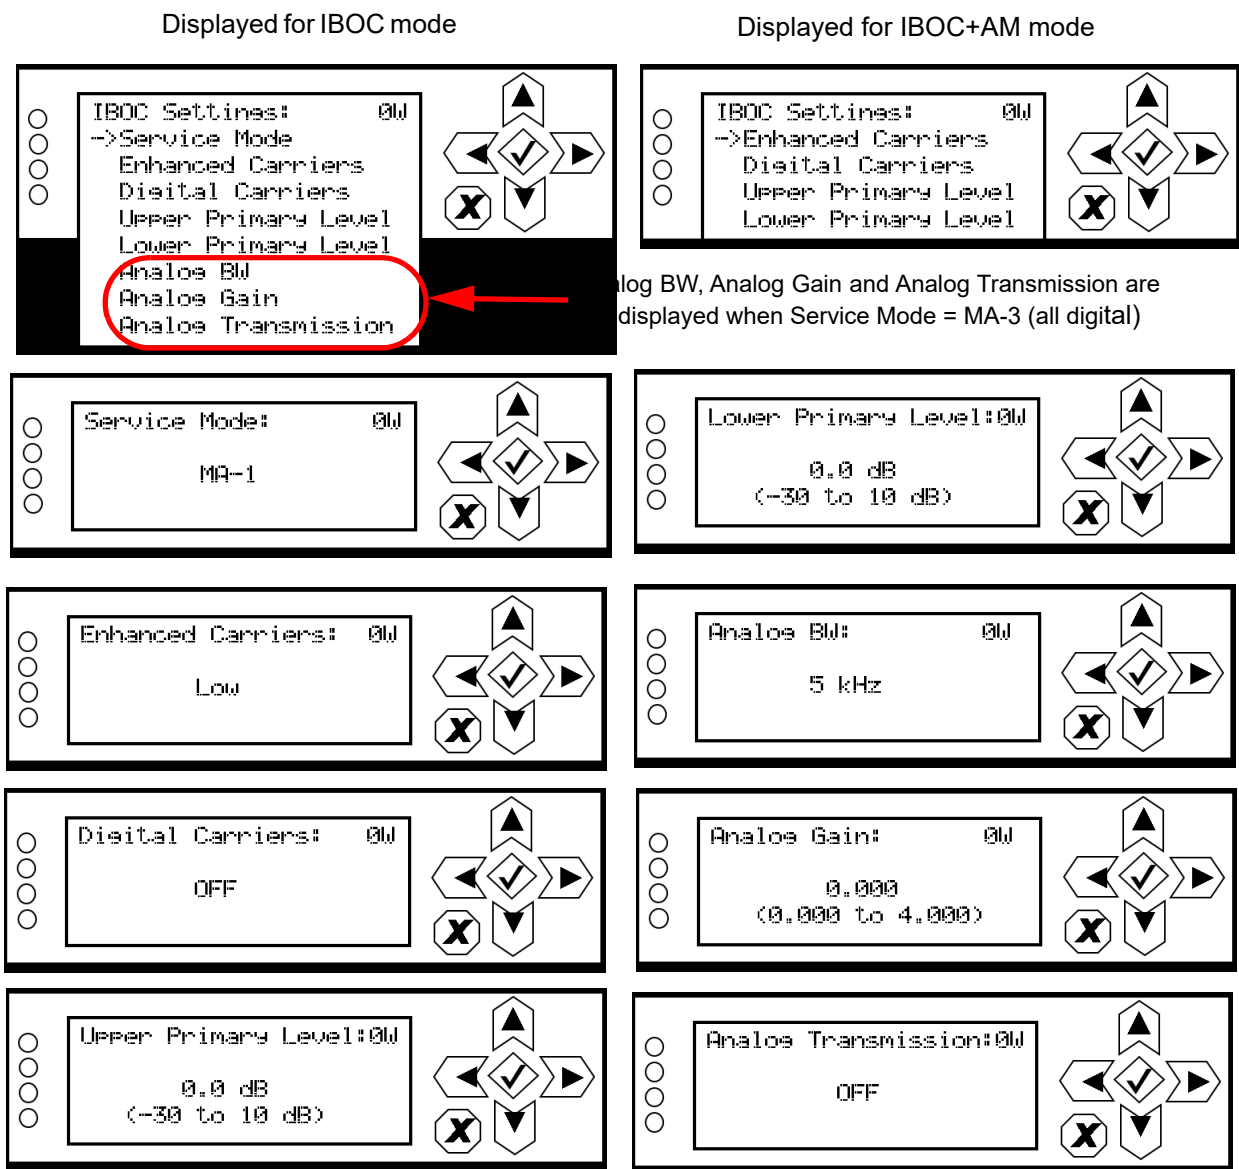 Displayed for IBOC mode
Displayed for IBOC+AM mode
IBOC Settings: 0W
->Service Mode
Enhanced Carriers
Digital Carriers
Upper Primary Level
Lower Primary Level
Analog BW
Analog Gain
Analog Transmission
IBOC Settings: 0W
->Enhanced Carriers
Digital Carriers
Upper Primary Level
Lower Primary Level
alog BW, Analog Gain and Analog Transmission are
displayed when Service Mode = MA-3 (all digital)
Service Mode: 0W
MA-1
Lower Primary Level:0W
0.0 dB
(-30 to 10 dB)
Enhanced Carriers: 0W
Low
Analog BW: 0W
5 kHz
Digital Carriers: 0W
OFF
Analog Gain: 0W
0.000
(0.000 to 4.000)
Upper Primary Level:0W
0.0 dB
(-30 to 10 dB)
Analog Transmission:0W
OFF